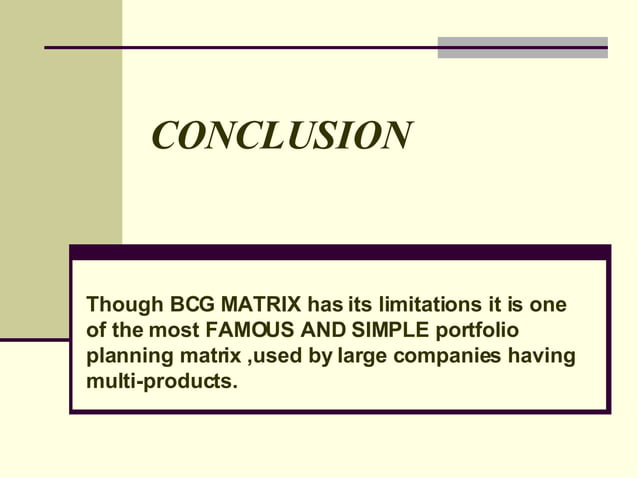 CONCLUSION
Though BCG MATRIX has its limitations it is one
of the most FAMOUS AND SIMPLE portfolio
planning matrix ,used by large companies having
multi-products.